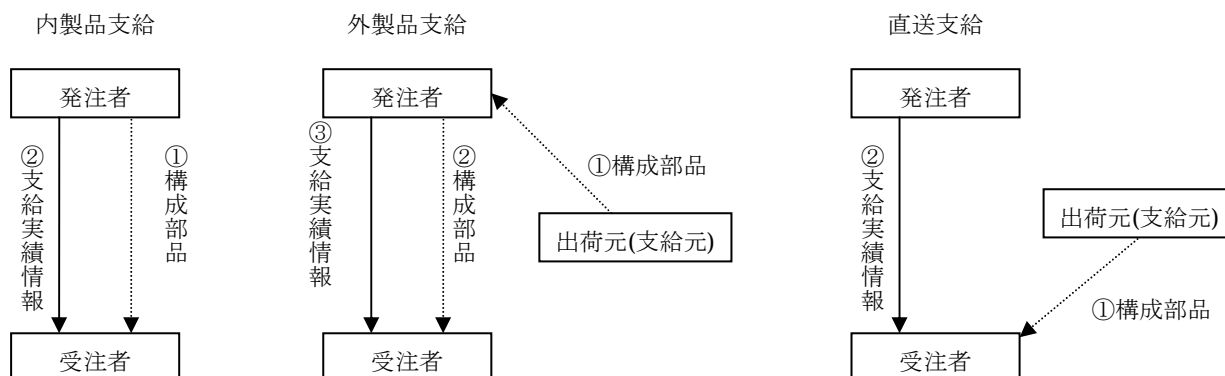 内製品支給
外製品支給
直送支給
発注者
発注者
発注者
②支給実績情報
①構成部品
③支給実績情報
②構成部品
①構成部品
出荷元(支給元)
②支給実績情報
出荷元(支給元)
①構成部品
受注者
受注者
受注者